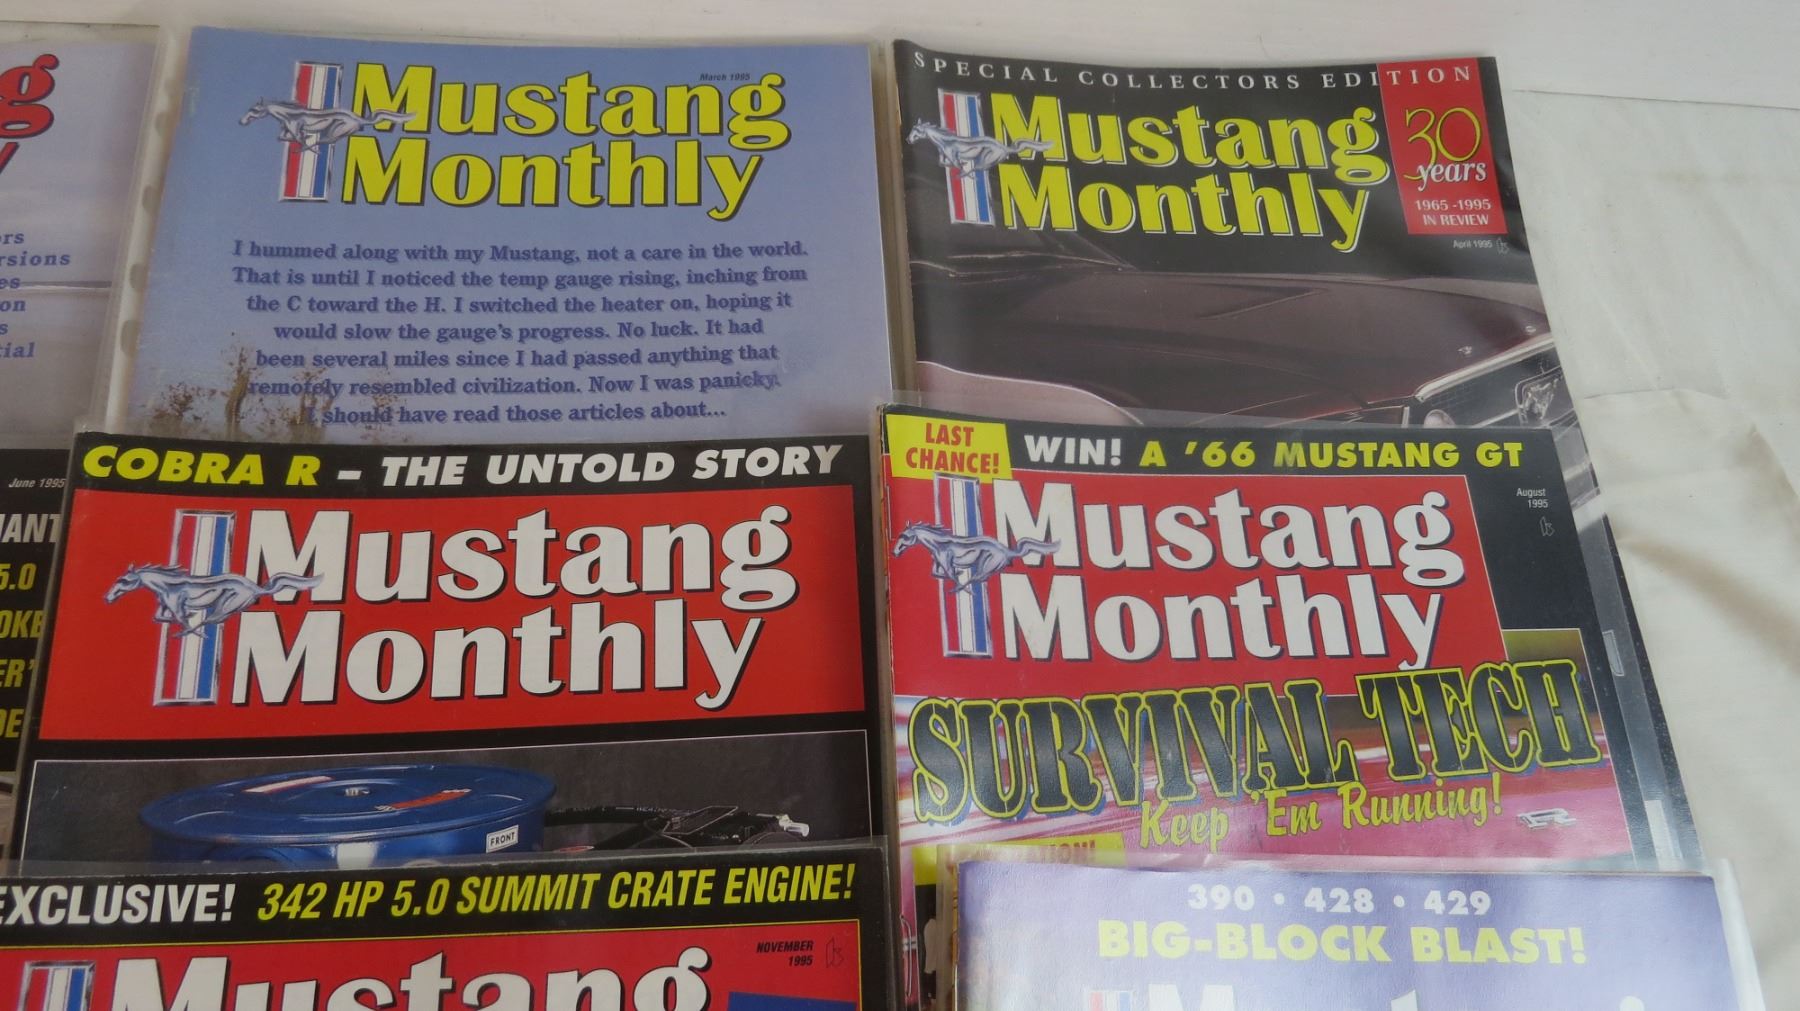 March 1995
Mustang
Monthly
I hummed along with my Mustang, not a care in the world.
That is until I noticed the temp gauge rising, inching from
the C toward the H. I switched the heater on, hoping it
would slow the gauge's progress. No luck. It had
been several miles since I had passed anything that
remotely resembled civilization. Now I was panicky.
I should have read those articles about...
SPECIAL COLLECTORS EDITION
Mustang
Monthly
30
years
1965 -1995
IN REVIEW
April 1995
June 1995
5.0
COBRA R – THE UNTOLD STORY
Mustang
Monthly
FRONT
LAST
CHANCE!
WIN! A '66 MUSTANG GT
August
1995
Mustang
Monthly
SURVIVAL TECH
Keep 'Em Running!
EXCLUSIVE! 342 HP 5.0 SUMMIT CRATE ENGINE!
NOVEMBER
1995
Mustang
390 • 428 • 429
BIG-BLOCK BLAST!